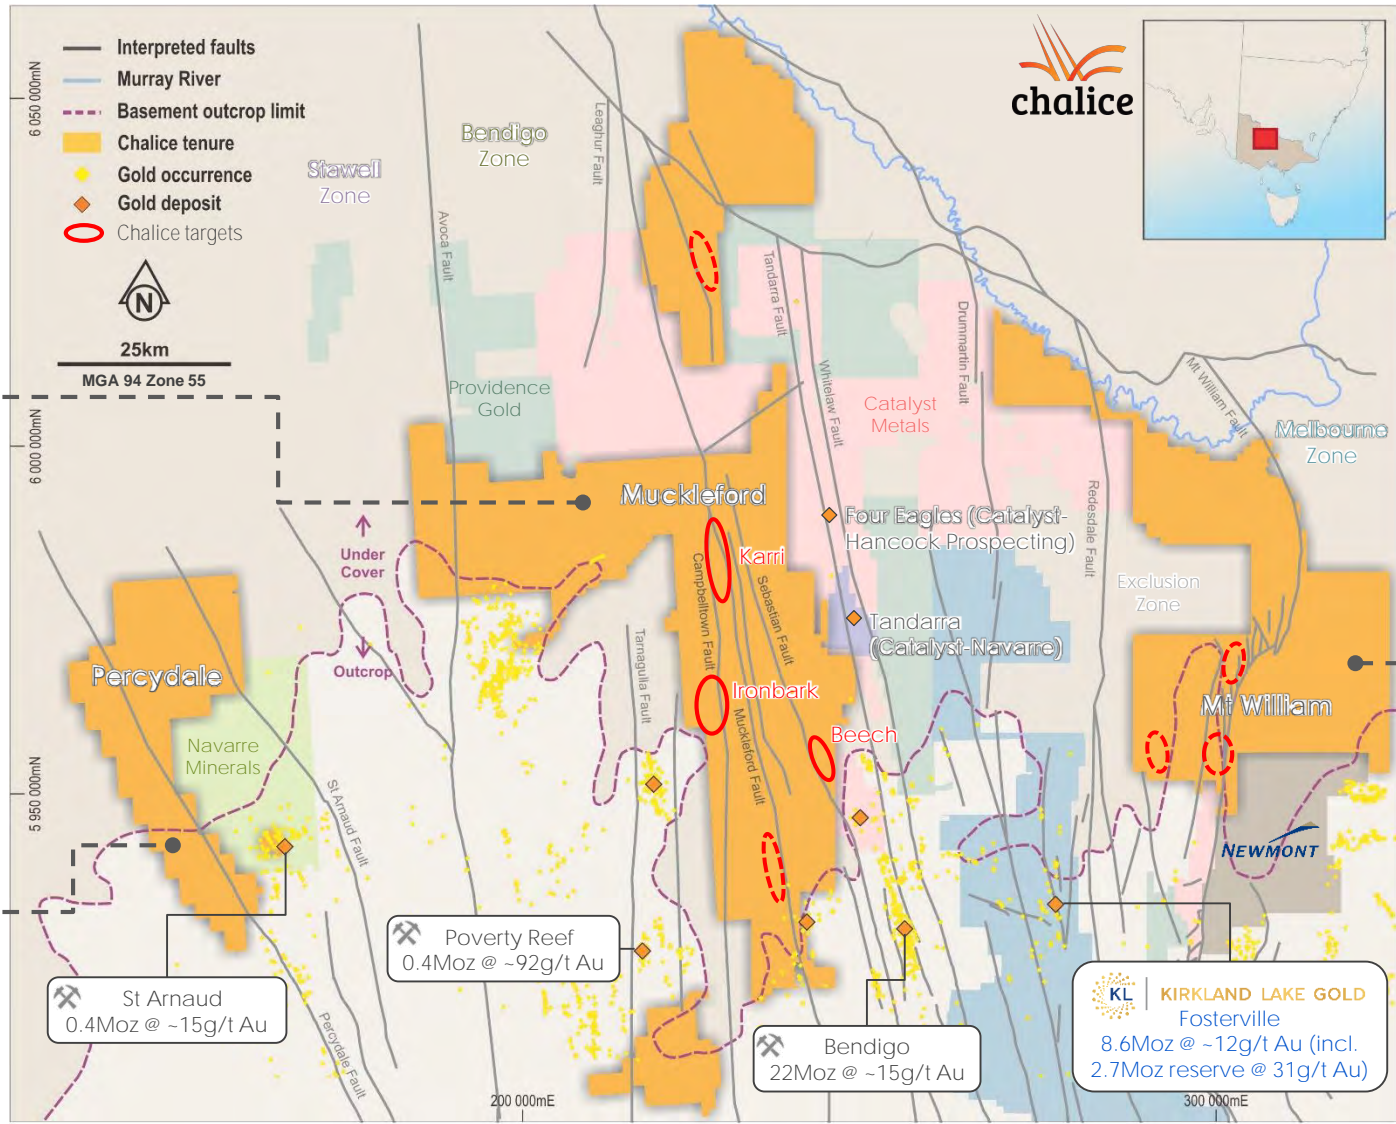 Interpreted faults
Murray River
Basement outcrop limit
Chalice tenure
Gold occurrence
Gold deposit
Chalice targets
N
25km
MGA 94 Zone 55
chalice
6 050 000mN
6 000 000mN
5 950 000mN
200 000mE
300 000mE
Stawell
Zone
Bendigo
Zone
Melbourne
Zone
Leaghur Fault
Avoca Fault
Tandarra Fault
Whitelaw Fault
Drummartin Fault
Mt William Fault
Redesdale Fault
Providence
Gold
Catalyst
Metals
Muckleford
Four Eagles (Catalyst-
Hancock Prospecting)
Karri
Campbelltown Fault
Sebastian Fault
Under
Cover
Outcrop
Exclusion
Zone
Tandarra
(Catalyst-Navarre)
Percydale
Tarnagulla Fault
Ironbark
Muckleford Fault
Beech
Mt William
Navarre
Minerals
St Arnaud Fault
NEWMONT
Percydale Fault
Poverty Reef
0.4Moz @ ~92g/t Au
St Arnaud
0.4Moz @ ~15g/t Au
Bendigo
22Moz @ ~15g/t Au
KL KIRKLAND LAKE GOLD
Fosterville
8.6Moz @ ~12g/t Au (incl.
2.7Moz reserve @ 31g/t Au)